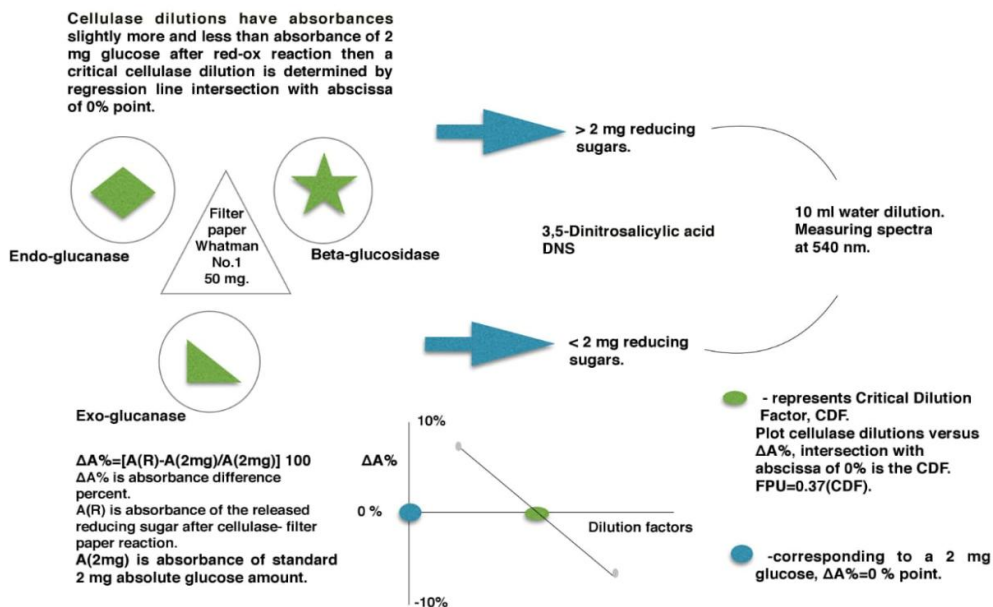 Cellulase dilutions have absorbances
slightly more and less than absorbance of 2
mg glucose after red-ox reaction then a
critical cellulase dilution is determined by
regression line intersection with abscissa
of 0% point.
> 2 mg reducing
sugars.
Filter
paper
Whatman
No.1
50 mg.
Endo-glucanase
Beta-glucosidase
3,5-Dinitrosalicylic acid
DNS
10 ml water dilution.
Measuring spectra
at 540 nm.
< 2 mg reducing
sugars.
Exo-glucanase
ΔA%=[A(R)-A(2mg)/A(2mg)] 100
ΔA% is absorbance difference
percent.
A(R) is absorbance of the released
reducing sugar after cellulase- filter
paper reaction.
A(2mg) is absorbance of standard
2 mg absolute glucose amount.
10%
ΔA%
0 %
Dilution factors
-10%
- represents Critical Dilution
Factor, CDF.
Plot cellulase dilutions versus
ΔA%, intersection with
abscissa of 0% is the CDF.
FPU=0.37(CDF).
-corresponding to a 2 mg
glucose, ΔA%=0 % point.